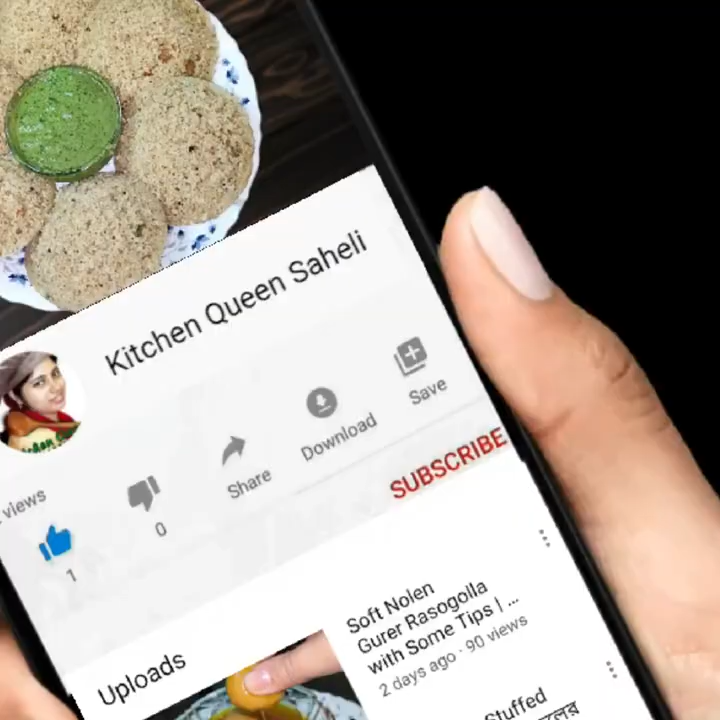 Kitchen Queen Saheli
views
1
0
Share
Download
Save
SUBSCRIBE
Uploads
Soft Nolen
Gurer Rasogolla
with Some Tips | ...
2 days ago · 90 views
Stuffed